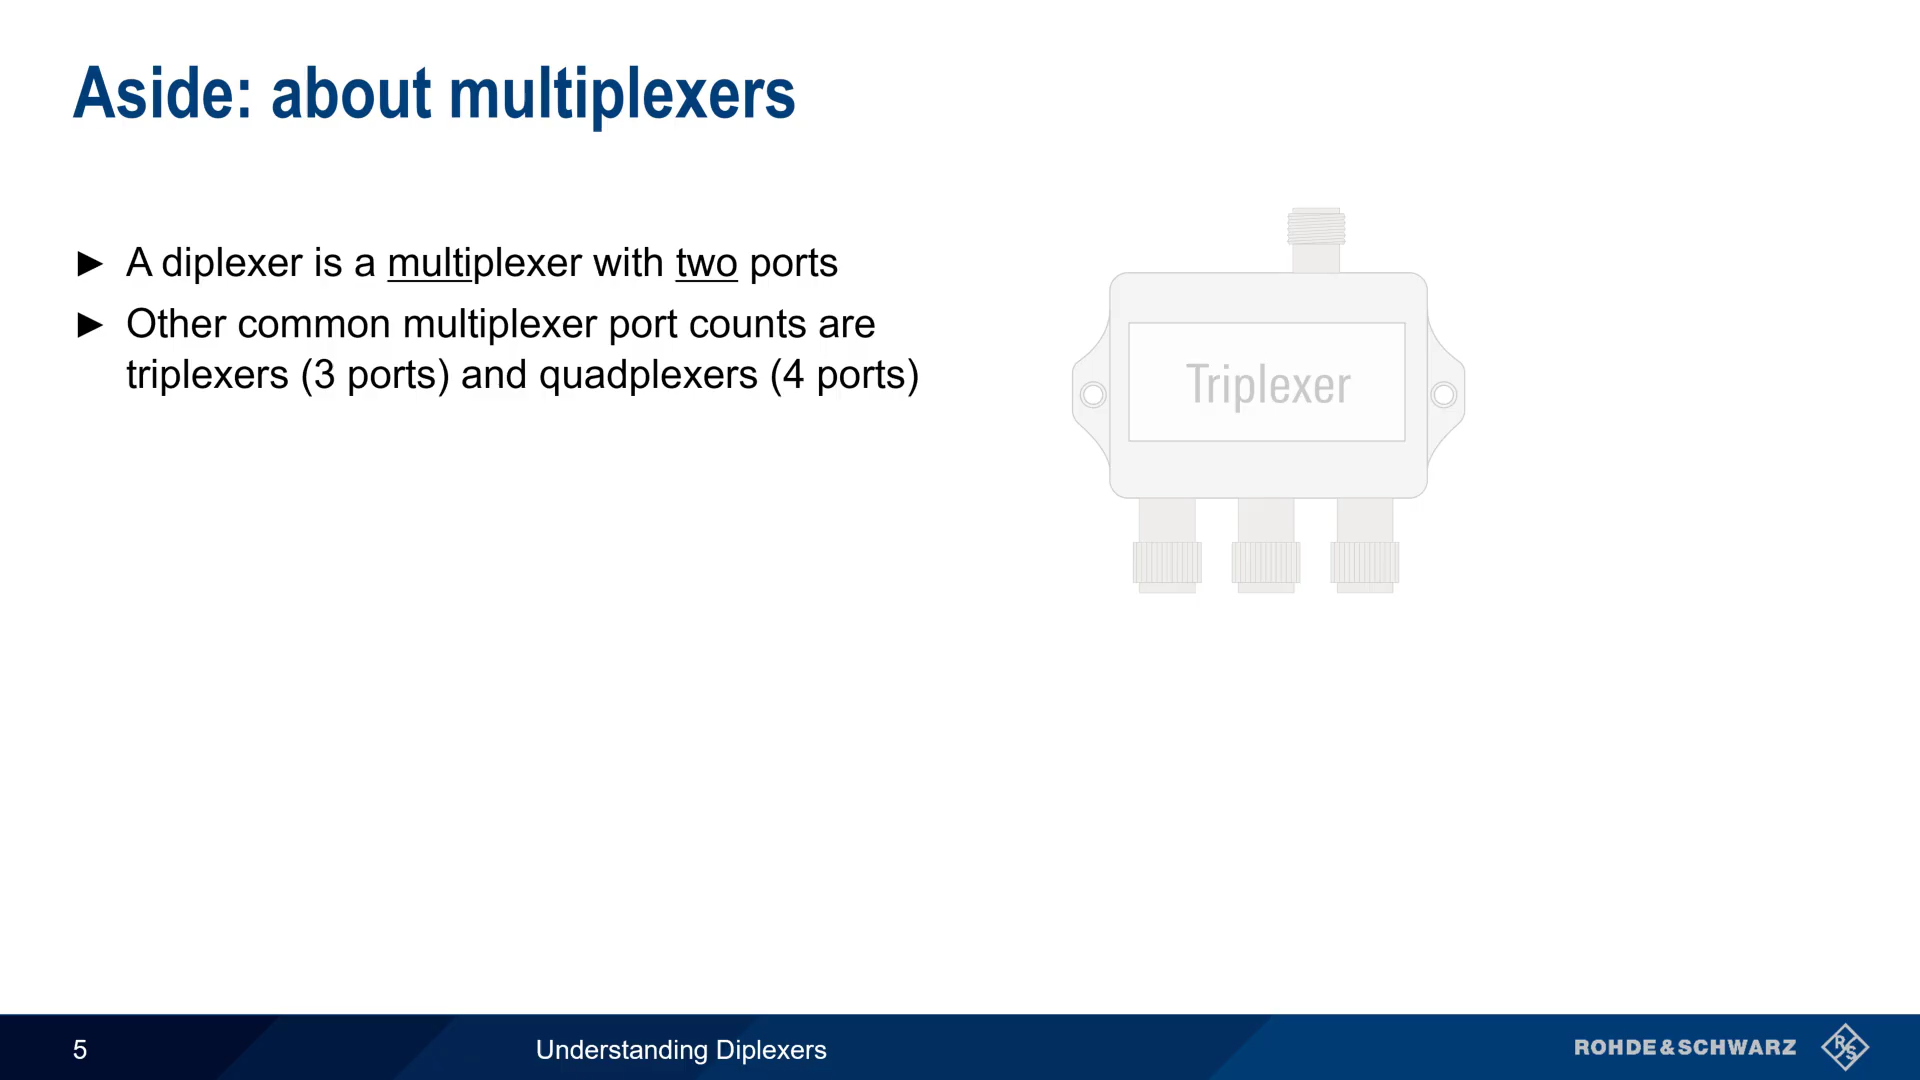 Aside: about multiplexers
► A diplexer is a multiplexer with two ports
► Other common multiplexer port counts are
triplexers (3 ports) and quadplexers (4 ports)
Triplexer
5
Understanding Diplexers
ROHDE&SCHWARZ
R
S